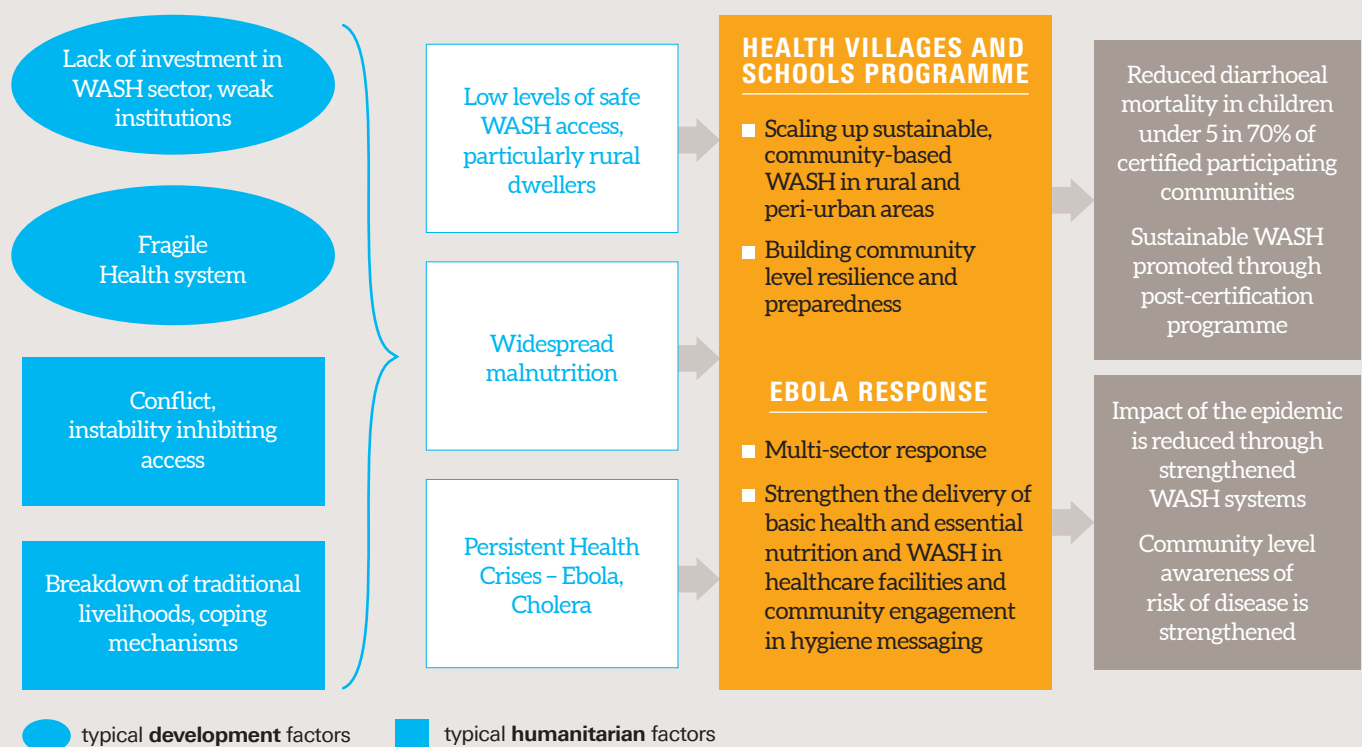 Lack of investment in
WASH sector, weak
institutions
Fragile
Health system
Conflict,
instability inhibiting
access
Breakdown of traditional
livelihoods, coping
mechanisms
Low levels of safe
WASH access,
particularly rural
dwellers
Widespread
malnutrition
Persistent Health
Crises – Ebola,
Cholera
HEALTH VILLAGES AND
SCHOOLS PROGRAMME
Scaling up sustainable,
community-based
WASH in rural and
peri-urban areas
Building community
level resilience and
preparedness
EBOLA RESPONSE
Multi-sector response
Strengthen the delivery of
basic health and essential
nutrition and WASH in
healthcare facilities and
community engagement
in hygiene messaging
Reduced diarrhoeal
mortality in children
under 5 in 70% of
certified participating
communities
Sustainable WASH
promoted through
post-certification
programme
Impact of the epidemic
is reduced through
strengthened
WASH systems
Community level
awareness of
risk of disease is
strengthened
typical development factors
typical humanitarian factors